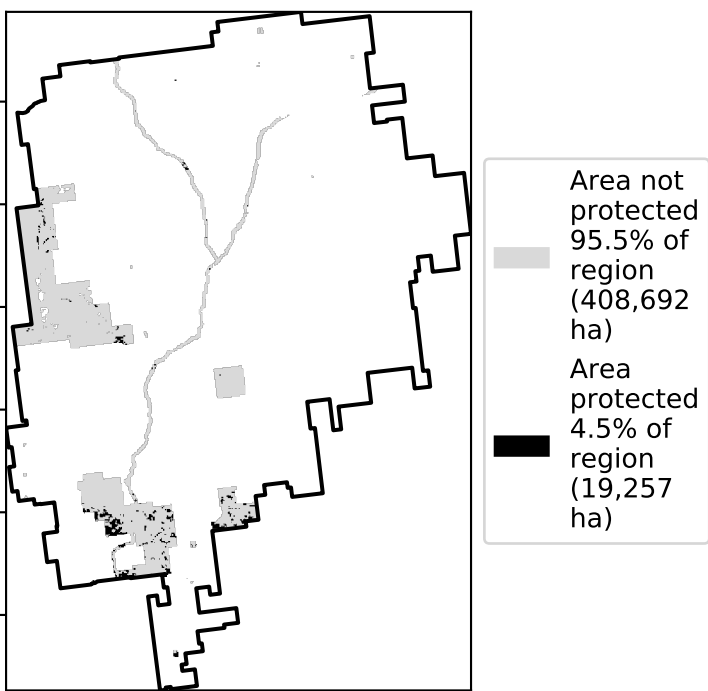 Area not
protected
95.5% of
region
(408,692
ha)
Area
protected
4.5% of
region
(19,257
ha)